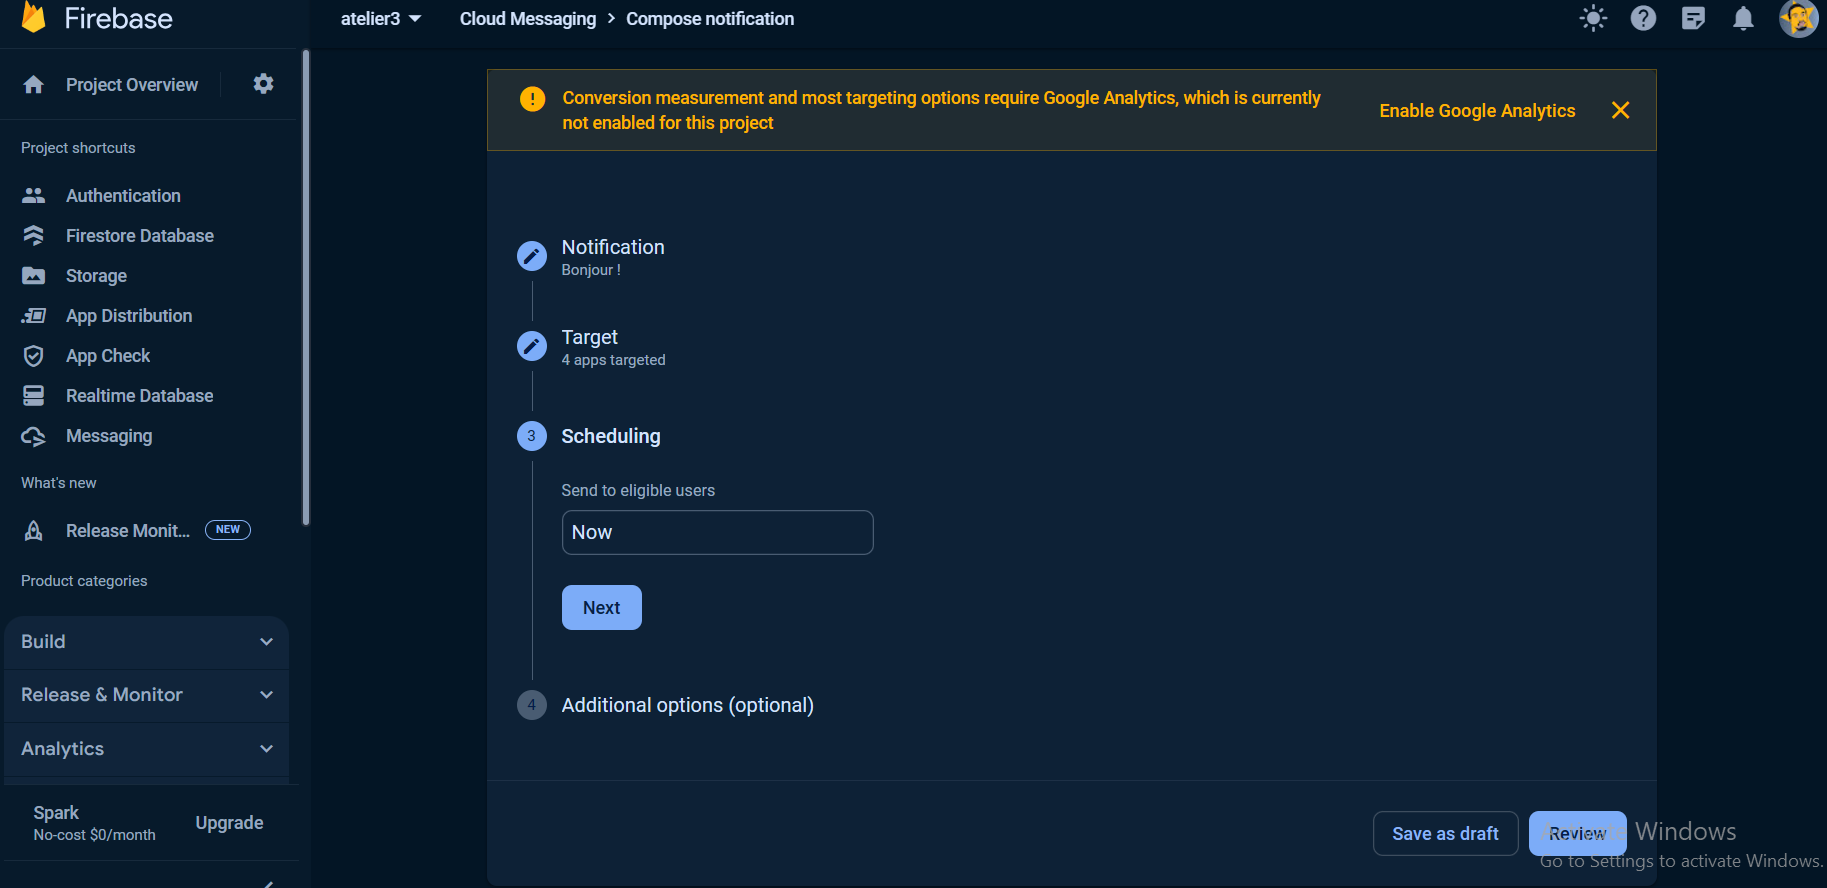 Firebase
atelier3
Cloud Messaging > Compose notification
Project Overview
Project shortcuts
Authentication
Firestore Database
Storage
App Distribution
App Check
Realtime Database
Messaging
What's new
Release Monit... NEW
Product categories
Build
Release & Monitor
Analytics
Spark
No-cost $0/month
Upgrade
Conversion measurement and most targeting options require Google Analytics, which is currently
not enabled for this project
Enable Google Analytics
Notification
Bonjour !
Target
4 apps targeted
3 Scheduling
Send to eligible users
Now
Next
4 Additional options (optional)
Save as draft
Review
Activate Windows
Go to Settings to activate Windows.